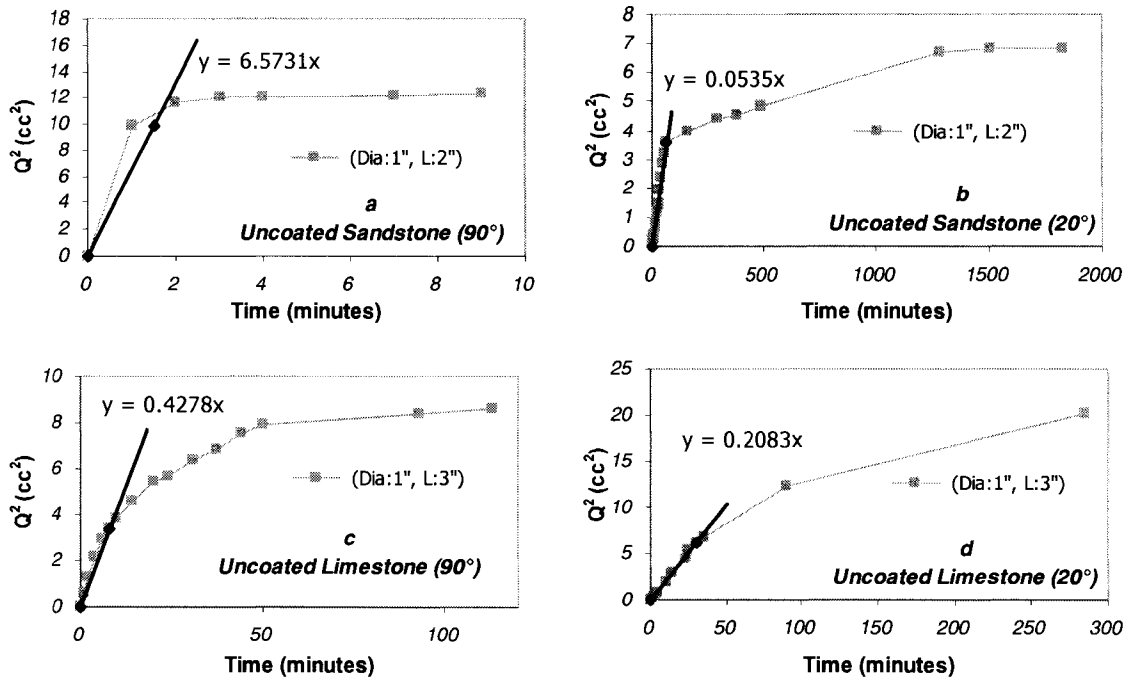 18
16
14
12
10
8
6
4
2
0
Q² (cc²)
y = 6.5731x
(Dia:1", L:2")
a
Uncoated Sandstone (90°)
0 2 4 6 8 10
Time (minutes)
8
7
6
5
4
3
2
1
0
Q² (cc²)
y = 0.0535x
(Dia:1", L:2")
b
Uncoated Sandstone (20°)
0 500 1000 1500 2000
Time (minutes)
10
8
6
4
2
0
Q² (cc²)
y = 0.4278x
(Dia:1", L:3")
c
Uncoated Limestone (90°)
0 50 100
Time (minutes)
25
20
15
10
5
0
Q² (cc²)
y = 0.2083x
(Dia:1", L:3")
d
Uncoated Limestone (20°)
0 50 100 150 200 250 300
Time (minutes)